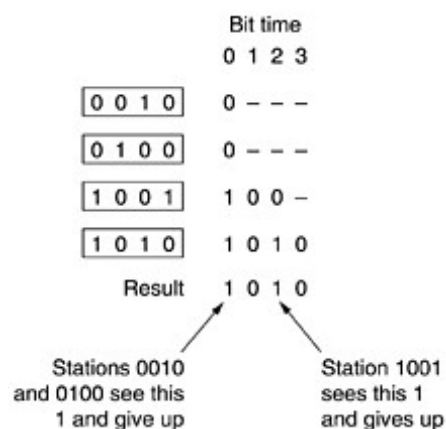 Bit time
0 1 2 3
0 0 1 0 0 – – –
0 1 0 0 0 – – –
1 0 0 1 1 0 0 –
1 0 1 0 1 0 1 0
Result 1 0 1 0
Stations 0010
and 0100 see this
1 and give up
Station 1001
sees this 1
and gives up